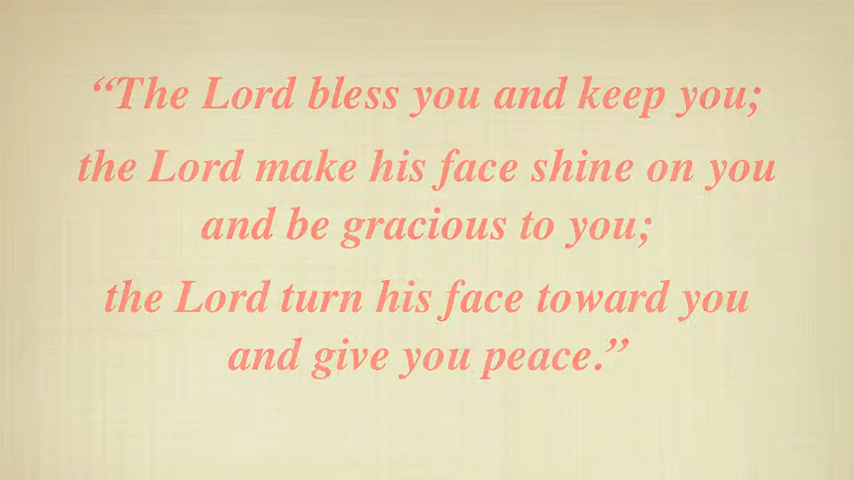 “The Lord bless you and keep you;
the Lord make his face shine on you
and be gracious to you;
the Lord turn his face toward you
and give you peace.”